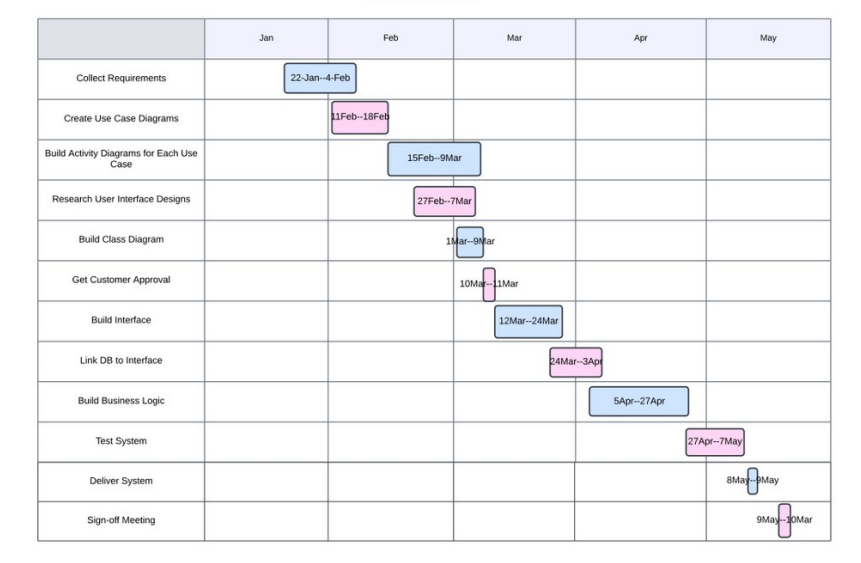 Jan Feb Mar Apr May
Collect Requirements 22-Jan--4-Feb
Create Use Case Diagrams 11Feb--18Feb
Build Activity Diagrams for Each Use
Case
15Feb--9Mar
Research User Interface Designs 27Feb--7Mar
Build Class Diagram 1Mar--9Mar
Get Customer Approval 10Mar--11Mar
Build Interface 12Mar--24Mar
Link DB to Interface 24Mar--3Apr
Build Business Logic 5Apr--27Apr
Test System 27Apr--7May
Deliver System 8May--9May
Sign-off Meeting 9May--10Mar